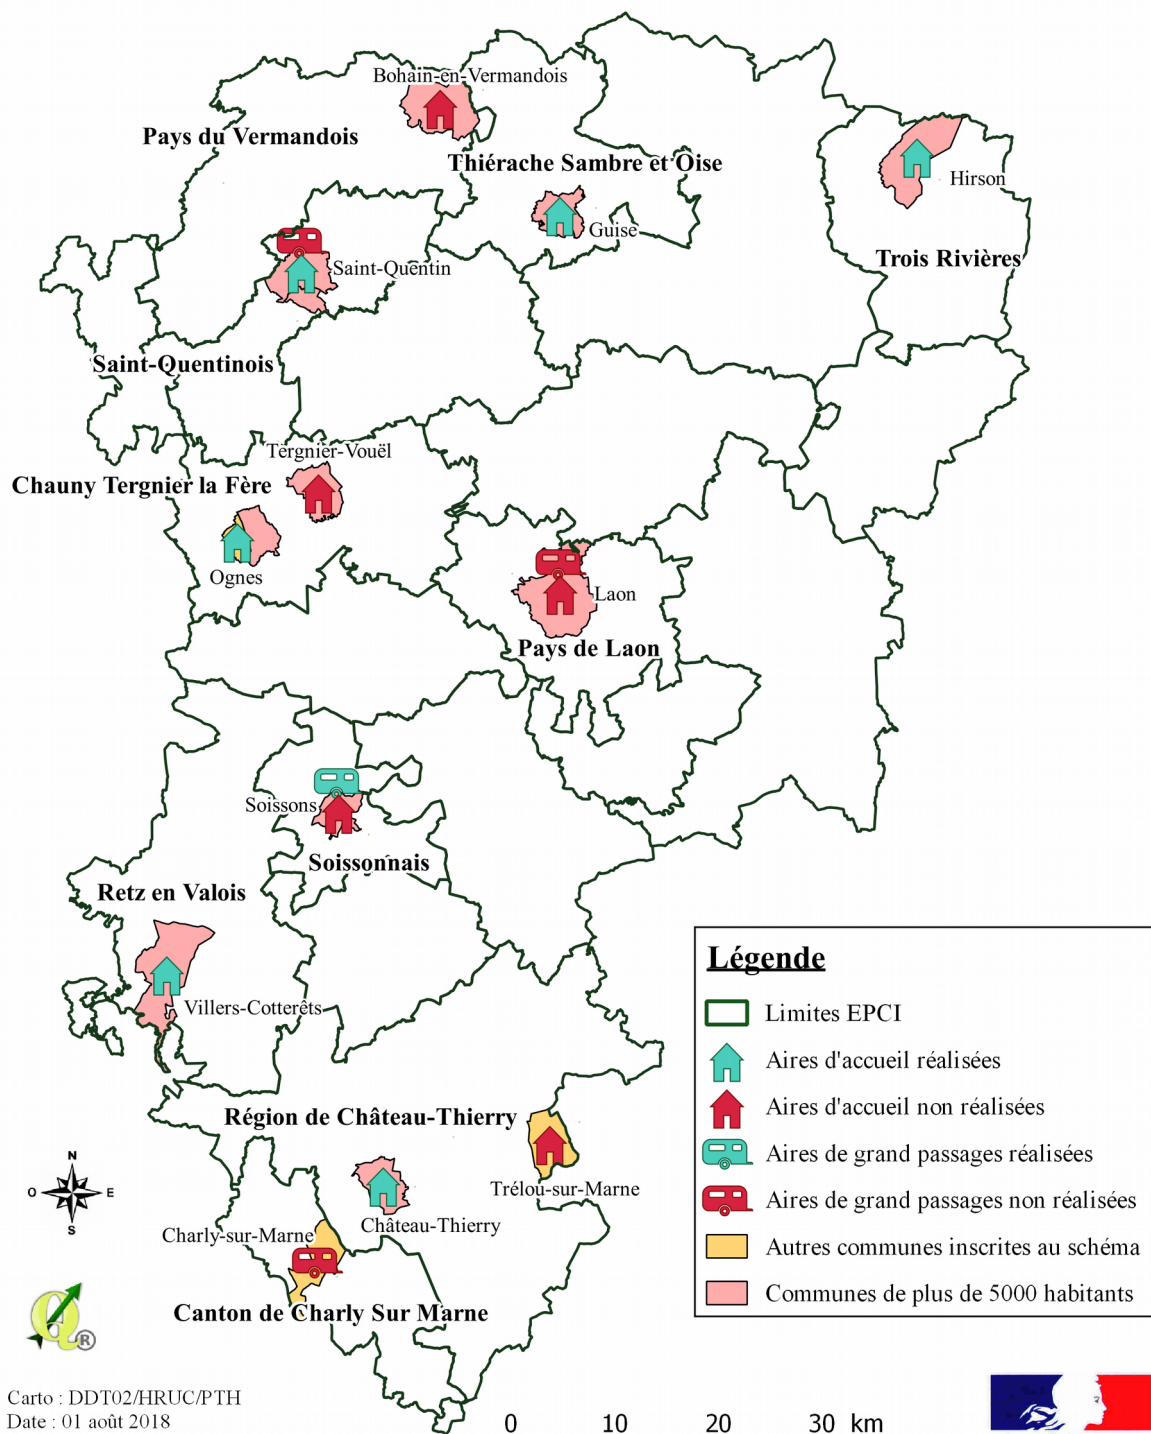 Bohain-en-Vermandois
Pays du Vermandois
Thiérache Sambre et Oise
Hirson
Guise
Trois Rivières
Saint-Quentin
Saint-Quentinois
Tergnier-Vouël
Chauny Tergnier la Fère
Ognes
Laon
Pays de Laon
Soissons
Soissonnais
Retz en Valois
Villers-Cotterêts
Région de Château-Thierry
Trélou-sur-Marne
Château-Thierry
Charly-sur-Marne
Canton de Charly Sur Marne
Légende
Limites EPCI
Aires d'accueil réalisées
Aires d'accueil non réalisées
Aires de grand passages réalisées
Aires de grand passages non réalisées
Autres communes inscrites au schéma
Communes de plus de 5000 habitants
N
O E
S
Q ®
Carto : DDT02/HRUC/PTH
Date : 01 août 2018
0 10 20 30 km